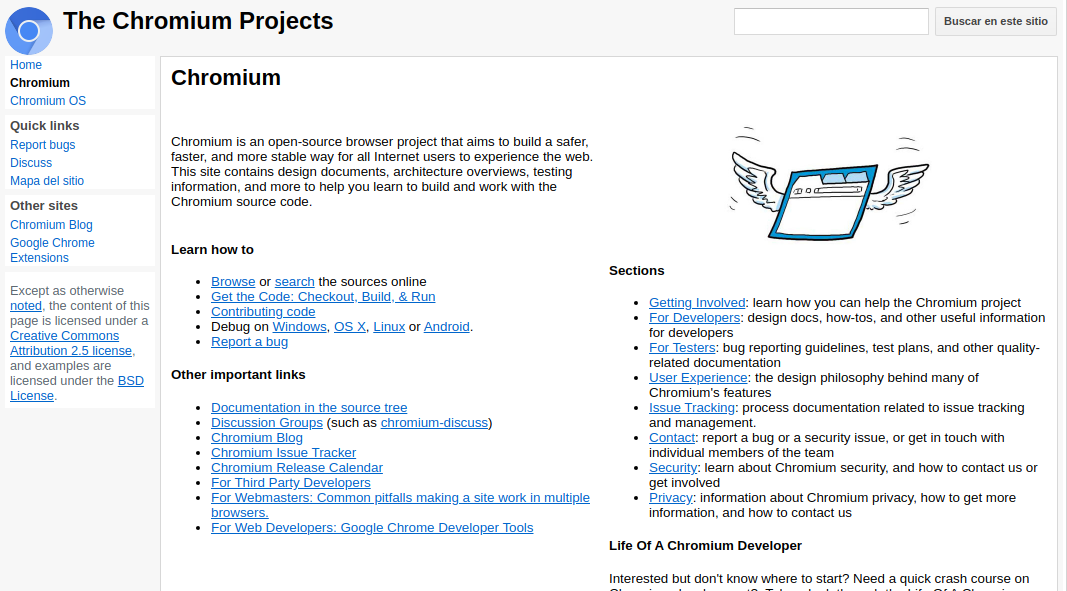 The Chromium Projects
Buscar en este sitio
Home
Chromium
Chromium OS
Quick links
Report bugs
Discuss
Mapa del sitio
Other sites
Chromium Blog
Google Chrome
Extensions
Except as otherwise
noted, the content of this
page is licensed under a
Creative Commons
Attribution 2.5 license,
and examples are
licensed under the BSD
License.
Chromium
Chromium is an open-source browser project that aims to build a safer,
faster, and more stable way for all Internet users to experience the web.
This site contains design documents, architecture overviews, testing
information, and more to help you learn to build and work with the
Chromium source code.
Learn how to
• Browse or search the sources online
• Get the Code: Checkout, Build, & Run
• Contributing code
• Debug on Windows, OS X, Linux or Android.
• Report a bug
Other important links
• Documentation in the source tree
• Discussion Groups (such as chromium-discuss)
• Chromium Blog
• Chromium Issue Tracker
• Chromium Release Calendar
• For Third Party Developers
• For Webmasters: Common pitfalls making a site work in multiple
browsers.
• For Web Developers: Google Chrome Developer Tools
Sections
• Getting Involved: learn how you can help the Chromium project
• For Developers: design docs, how-tos, and other useful information
for developers
• For Testers: bug reporting guidelines, test plans, and other quality-
related documentation
• User Experience: the design philosophy behind many of
Chromium's features
• Issue Tracking: process documentation related to issue tracking
and management.
• Contact: report a bug or a security issue, or get in touch with
individual members of the team
• Security: learn about Chromium security, and how to contact us or
get involved
• Privacy: information about Chromium privacy, how to get more
information, and how to contact us
Life Of A Chromium Developer
Interested but don't know where to start? Need a quick crash course on